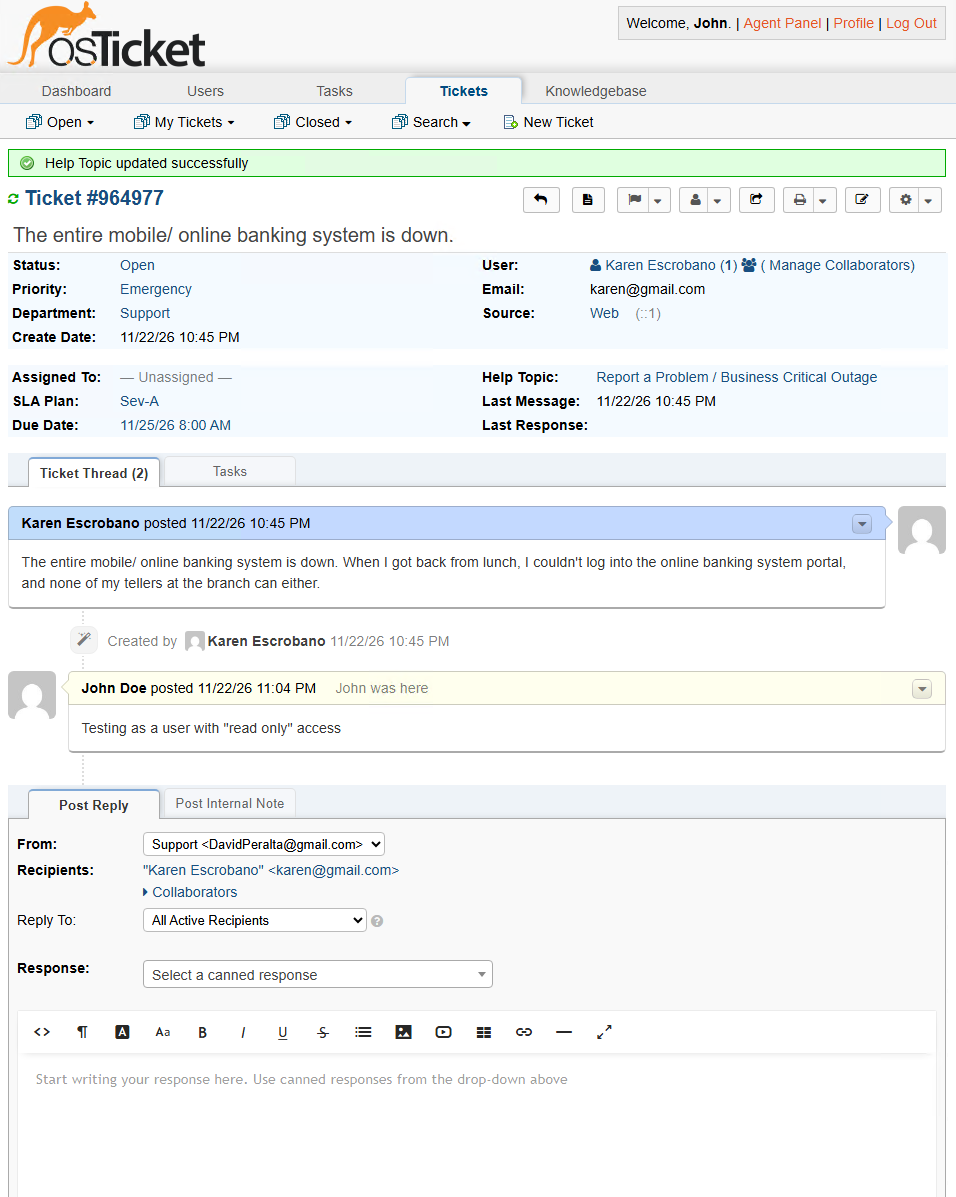 osTicket
Welcome, John. | Agent Panel | Profile | Log Out
Dashboard Users Tasks Tickets Knowledgebase
Open My Tickets Closed Search New Ticket
Help Topic updated successfully
Ticket #964977
The entire mobile/ online banking system is down.
Status: Open User: Karen Escrobano (1) ( Manage Collaborators)
Priority: Emergency Email: karen@gmail.com
Department: Support Source: Web (::1)
Create Date: 11/22/26 10:45 PM
Assigned To: — Unassigned — Help Topic: Report a Problem / Business Critical Outage
SLA Plan: Sev-A Last Message: 11/22/26 10:45 PM
Due Date: 11/25/26 8:00 AM Last Response:
Ticket Thread (2) Tasks
Karen Escrobano posted 11/22/26 10:45 PM
The entire mobile/ online banking system is down. When I got back from lunch, I couldn't log into the online banking system portal,
and none of my tellers at the branch can either.
Created by Karen Escrobano 11/22/26 10:45 PM
John Doe posted 11/22/26 11:04 PM John was here
Testing as a user with "read only" access
Post Reply Post Internal Note
From: Support <DavidPeralta@gmail.com>
Recipients: "Karen Escrobano" <karen@gmail.com>
Collaborators
Reply To: All Active Recipients
Response: Select a canned response
<> ¶ A Aa B I U S
Start writing your response here. Use canned responses from the drop-down above